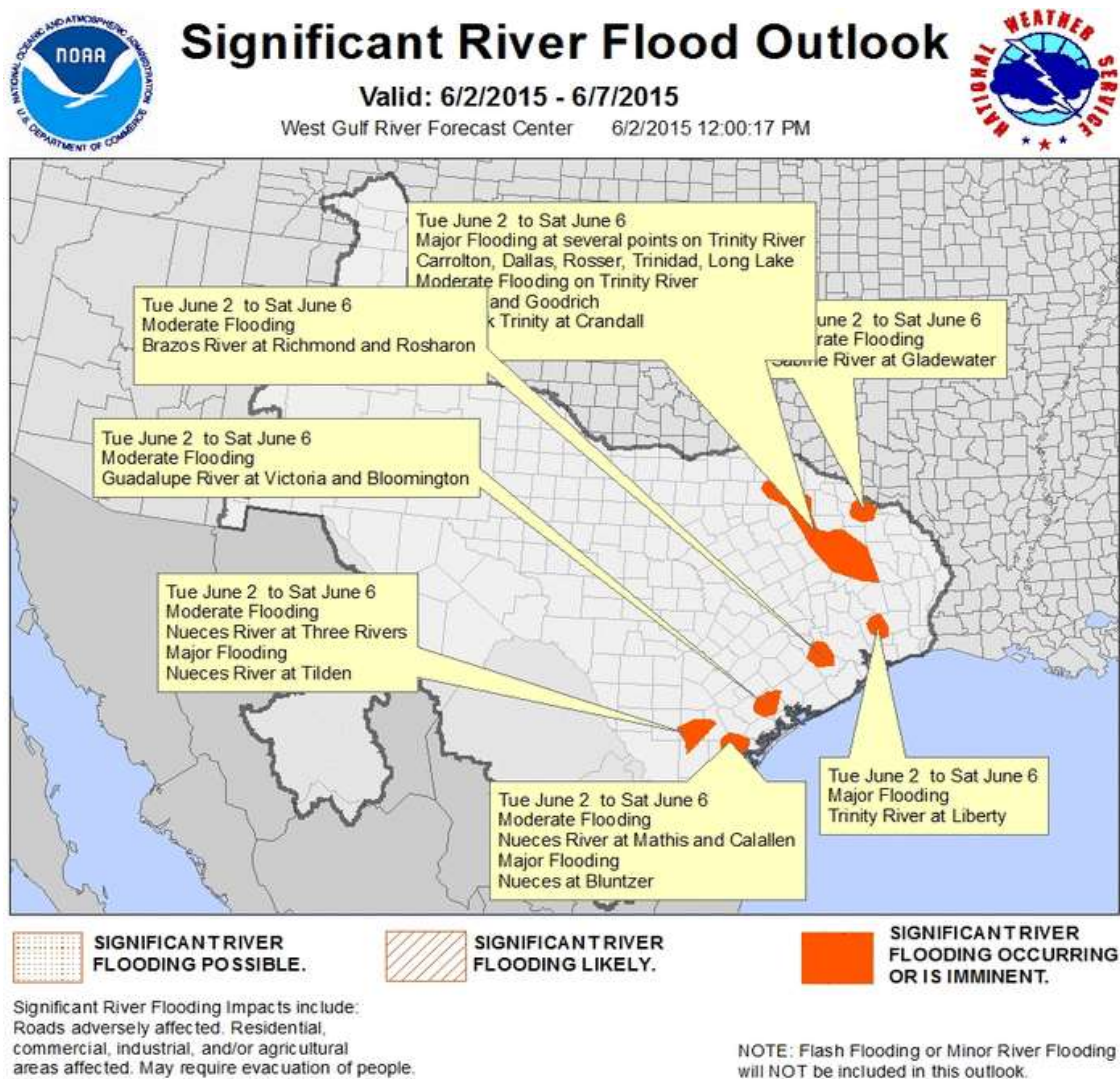 NATIONAL OCEANIC AND ATMOSPHERIC ADMINISTRATION
NOAA
U.S. DEPARTMENT OF COMMERCE
Significant River Flood Outlook
NATIONAL WEATHER SERVICE
Valid: 6/2/2015 - 6/7/2015
West Gulf River Forecast Center 6/2/2015 12:00:17 PM
Tue June 2 to Sat June 6
Major Flooding at several points on Trinity River
Carrolton, Dallas, Rosser, Trinidad, Long Lake
Moderate Flooding on Trinity River
and Goodrich
Trinity at Crandall
Tue June 2 to Sat June 6
Moderate Flooding
Brazos River at Richmond and Rosharon
June 2 to Sat June 6
Flooding
Sabine River at Gladewater
Tue June 2 to Sat June 6
Moderate Flooding
Guadalupe River at Victoria and Bloomington
Tue June 2 to Sat June 6
Moderate Flooding
Nueces River at Three Rivers
Major Flooding
Nueces River at Tilden
Tue June 2 to Sat June 6
Moderate Flooding
Nueces River at Mathis and Calallen
Major Flooding
Nueces at Bluntzer
Tue June 2 to Sat June 6
Major Flooding
Trinity River at Liberty
SIGNIFICANT RIVER
FLOODING POSSIBLE.
SIGNIFICANT RIVER
FLOODING LIKELY.
SIGNIFICANT RIVER
FLOODING OCCURRING
OR IS IMMINENT.
Significant River Flooding Impacts include:
Roads adversely affected. Residential,
commercial, industrial, and/or agricultural
areas affected. May require evacuation of people.
NOTE: Flash Flooding or Minor River Flooding
will NOT be included in this outlook.